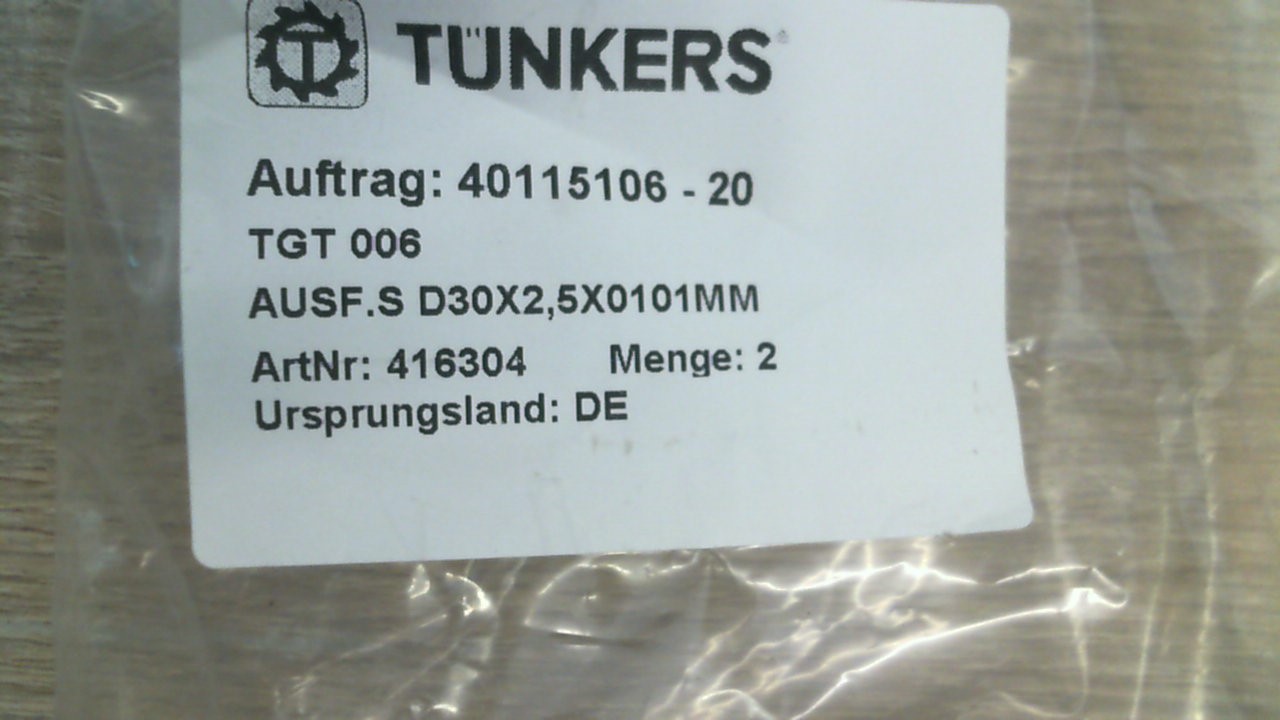 TÜNKERS®
Auftrag: 40115106 - 20
TGT 006
AUSF.S D30X2,5X0101MM
ArtNr: 416304 Menge: 2
Ursprungsland: DE